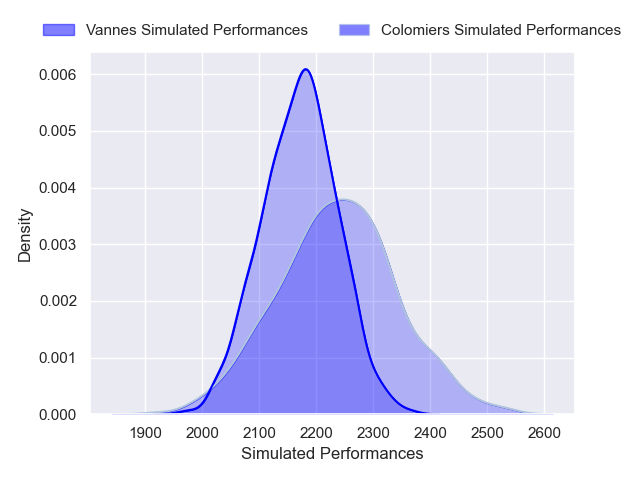 Vannes Simulated Performances Colomiers Simulated Performances
0.006
0.005
0.004
0.003
0.002
0.001
0.000
Density
1900 2000 2100 2200 2300 2400 2500 2600
Simulated Performances